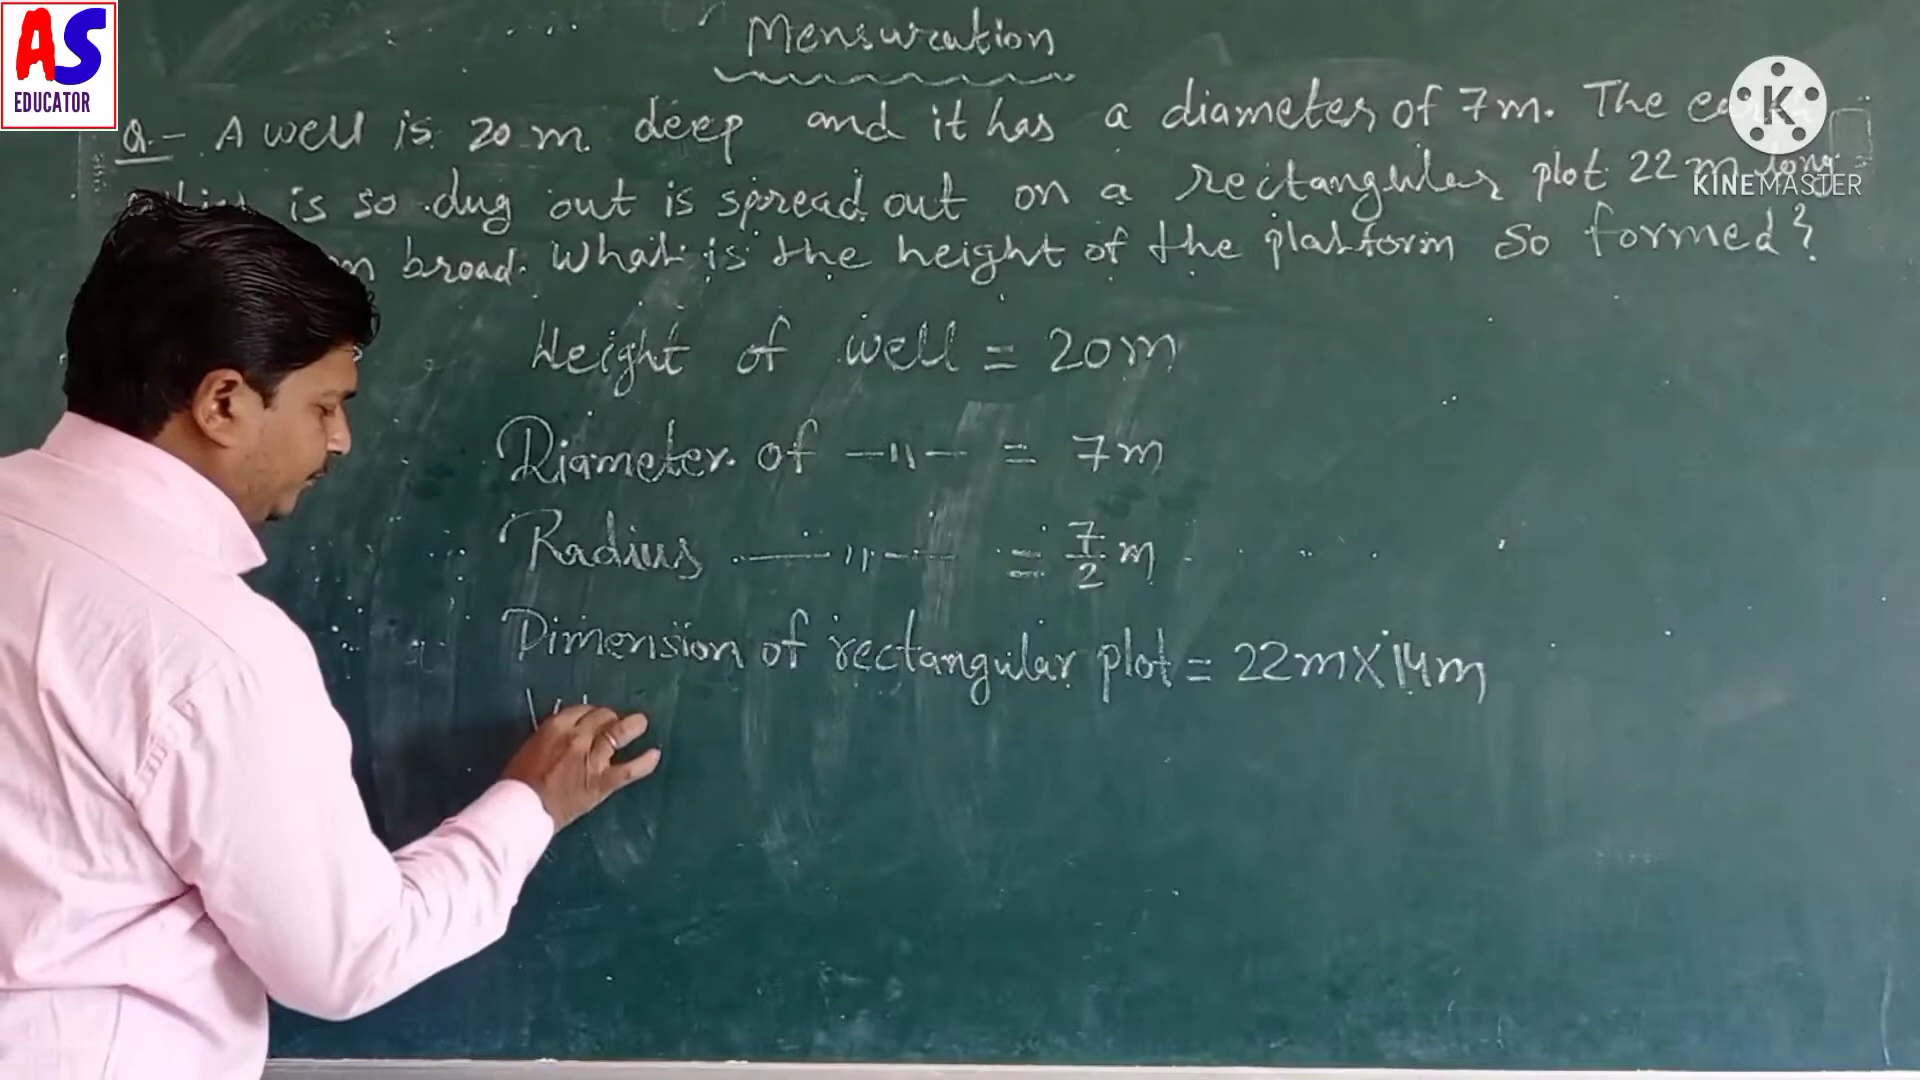 AS
EDUCATOR
Mensuration
Q.- A well is 20 m deep and it has a diameter of 7m. The
is so dug out is spread out on a rectangular plot 22 m long
broad. What is the height of the platform so formed?
K
KINEMASTER
Height of well = 20m
Diameter of —"— = 7m
Radius —"— = 7/2 m
Dimension of rectangular plot = 22m X 14m